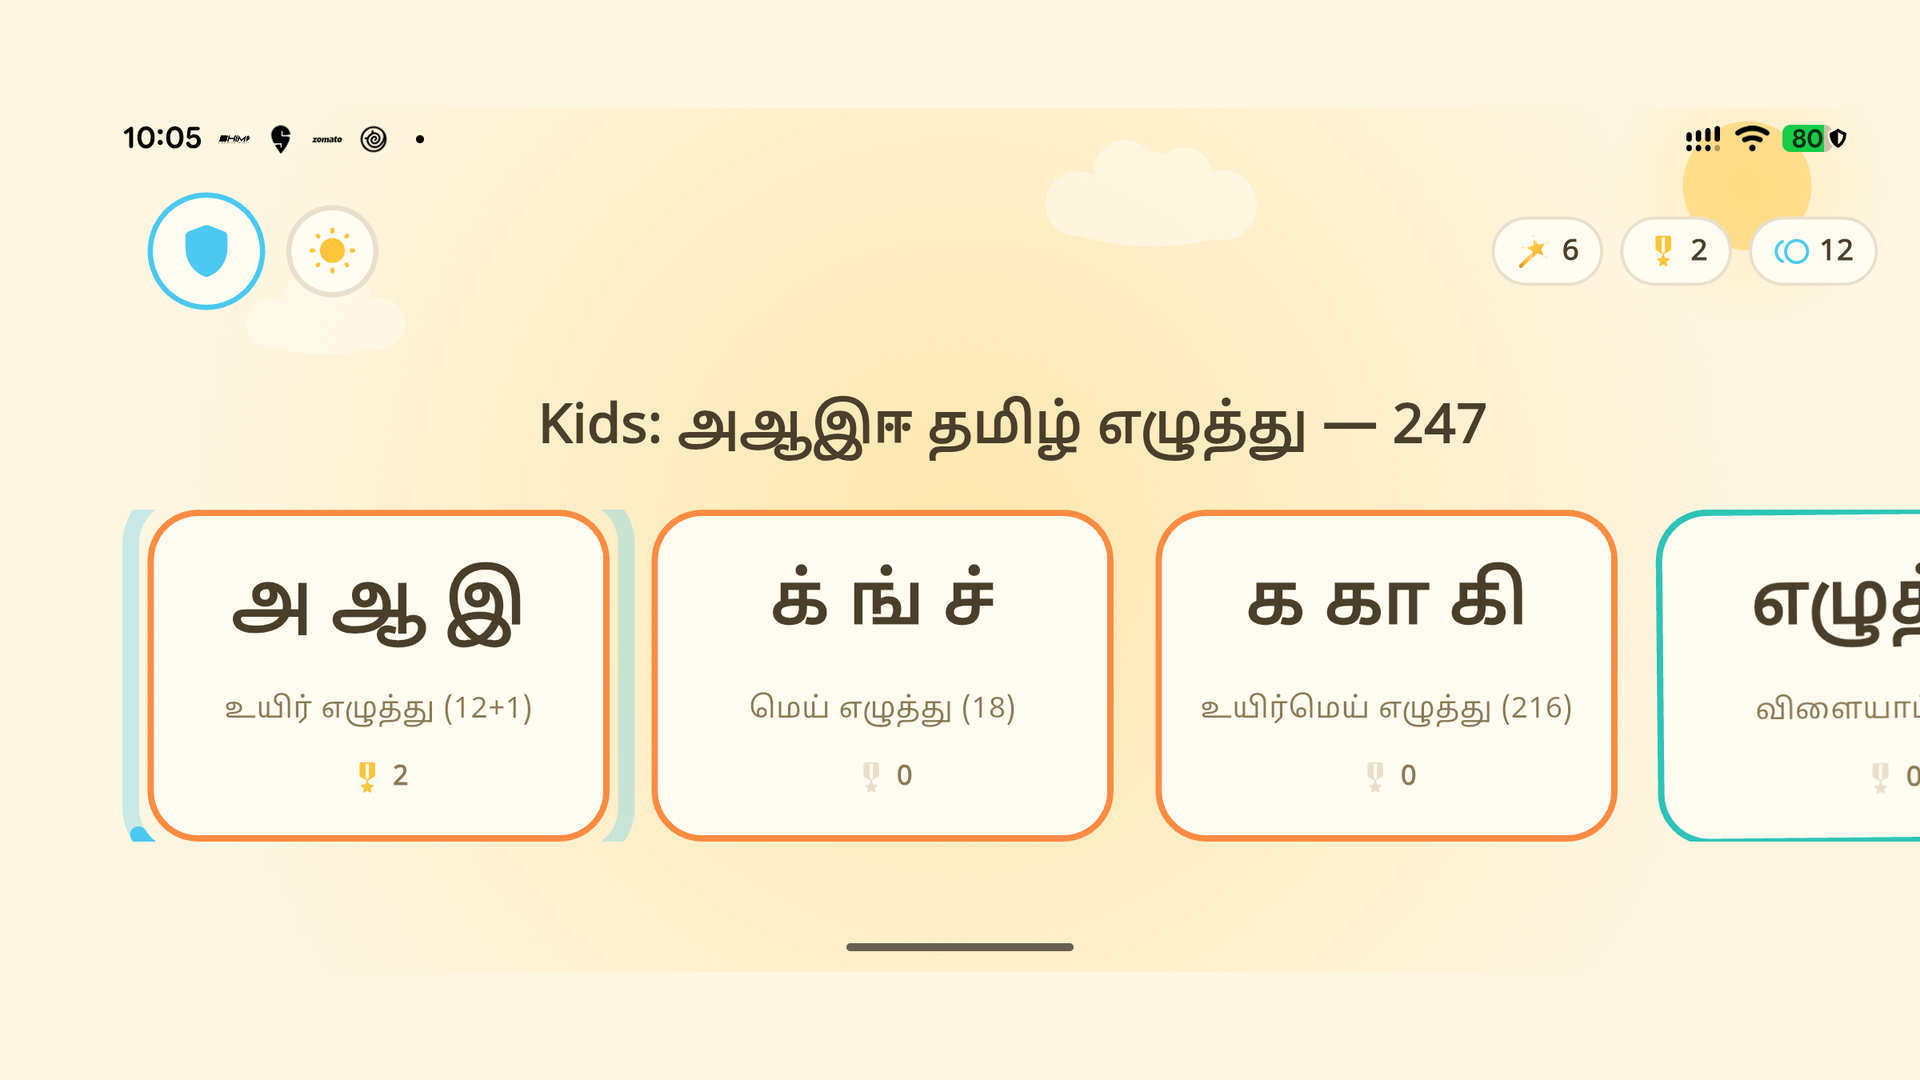 10:05 zomato 80
6 2 12
Kids: அஆஇஈ தமிழ் எழுத்து — 247
அ ஆ இ
உயிர் எழுத்து (12+1)
2
க் ங் ச்
மெய் எழுத்து (18)
0
க கா கி
உயிர்மெய் எழுத்து (216)
0
0